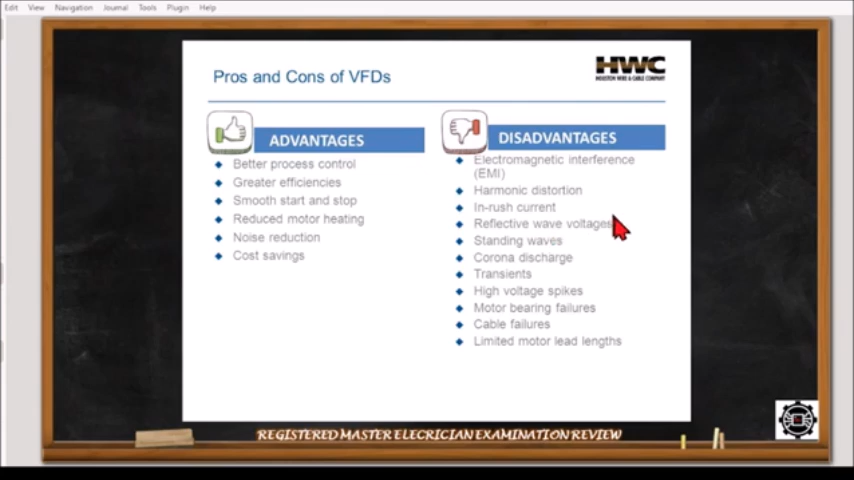 Edit View Navigation Journal Tools Plugin Help
Pros and Cons of VFDs
HWC
HOUSTON WIRE & CABLE COMPANY
ADVANTAGES
Better process control
Greater efficiencies
Smooth start and stop
Reduced motor heating
Noise reduction
Cost savings
DISADVANTAGES
Electromagnetic interference
(EMI)
Harmonic distortion
In-rush current
Reflective wave voltages
Standing waves
Corona discharge
Transients
High voltage spikes
Motor bearing failures
Cable failures
Limited motor lead lengths
REGISTERED MASTER ELECRICIAN EXAMINATION REVIEW